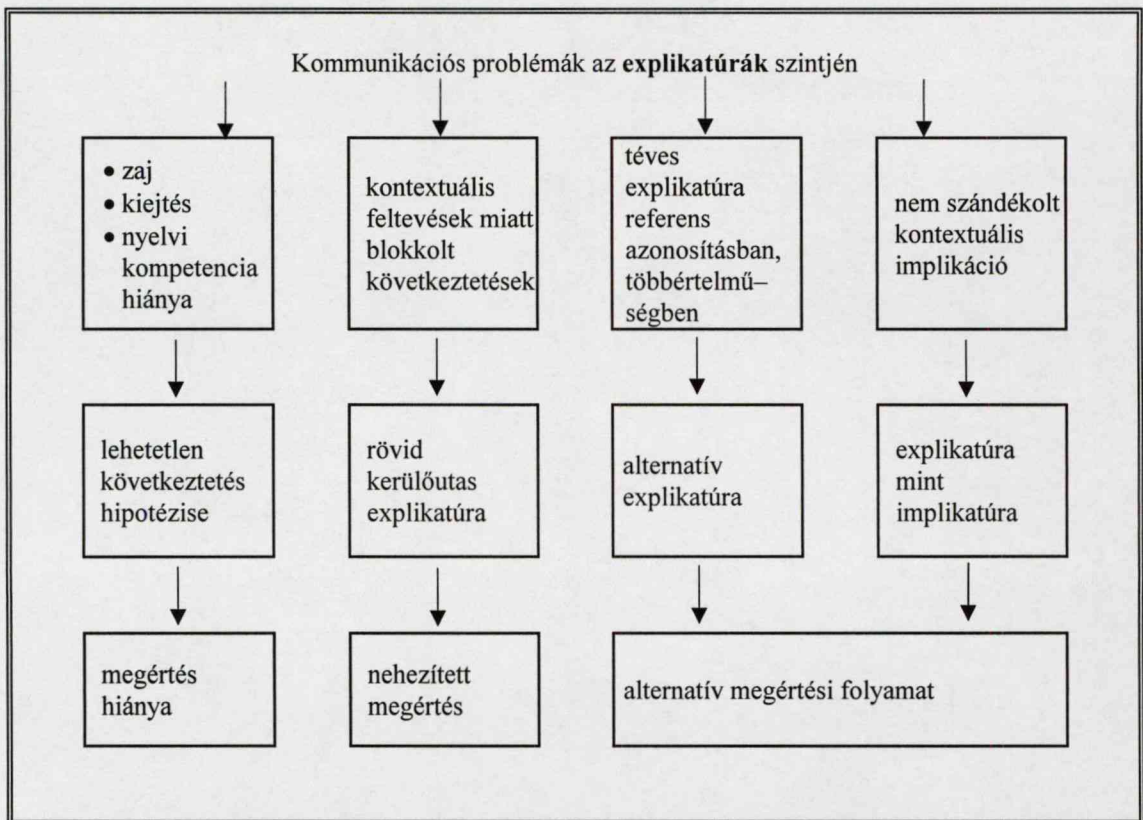 Kommunikációs problémák az explikatúrák szintjén
• zaj
• kiejtés
• nyelvi
kompetencia
hiánya
kontextuális
feltevések miatt
blokkolt
következtetések
téves
explikatúra
referens
azonosításban,
többértelmű–
ségben
nem szándékolt
kontextuális
implikáció
lehetetlen
következtetés
hipotézise
rövid
kerülőutas
explikatúra
alternatív
explikatúra
explikatúra
mint
implikatúra
megértés
hiánya
nehezített
megértés
alternatív megértési folyamat